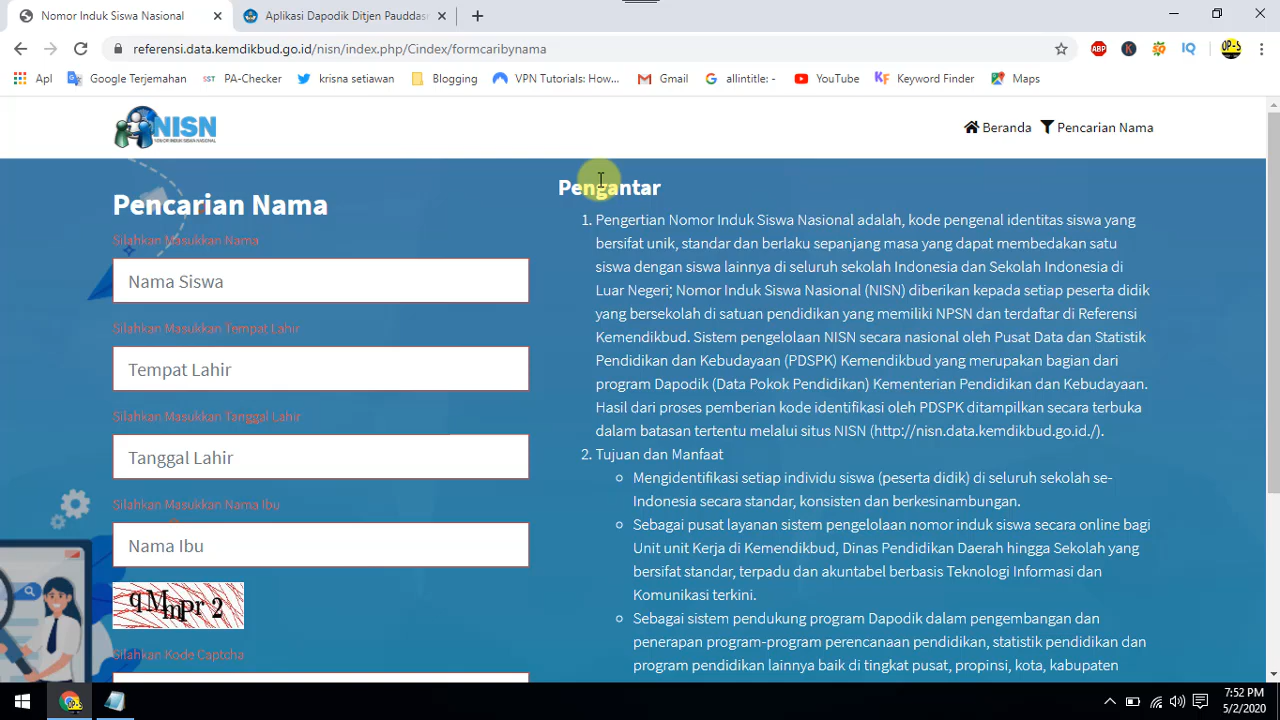 Nomor Induk Siswa Nasional
Aplikasi Dapodik Ditjen Pauddasm
referensi.data.kemdikbud.go.id/nisn/index.php/Cindex/formcaribynama
ABP
K
IQ
OP-5
Apl
Google Terjemahan
SST PA-Checker
krisna setiawan
Blogging
VPN Tutorials: How...
Gmail
allintitle: -
YouTube
Keyword Finder
Maps
NISN
NOMOR INDUK SISWA NASIONAL
Beranda
Pencarian Nama
Pencarian Nama
Silahkan Masukkan Nama
Nama Siswa
Silahkan Masukkan Tempat Lahir
Tempat Lahir
Silahkan Masukkan Tanggal Lahir
Tanggal Lahir
Silahkan Masukkan Nama Ibu
Nama Ibu
qMmpr2
Silahkan Kode Captcha
Pengantar
1. Pengertian Nomor Induk Siswa Nasional adalah, kode pengenal identitas siswa yang
bersifat unik, standar dan berlaku sepanjang masa yang dapat membedakan satu
siswa dengan siswa lainnya di seluruh sekolah Indonesia dan Sekolah Indonesia di
Luar Negeri; Nomor Induk Siswa Nasional (NISN) diberikan kepada setiap peserta didik
yang bersekolah di satuan pendidikan yang memiliki NPSN dan terdaftar di Referensi
Kemendikbud. Sistem pengelolaan NISN secara nasional oleh Pusat Data dan Statistik
Pendidikan dan Kebudayaan (PDSPK) Kemendikbud yang merupakan bagian dari
program Dapodik (Data Pokok Pendidikan) Kementerian Pendidikan dan Kebudayaan.
Hasil dari proses pemberian kode identifikasi oleh PDSPK ditampilkan secara terbuka
dalam batasan tertentu melalui situs NISN (http://nisn.data.kemdikbud.go.id./).
2. Tujuan dan Manfaat
Mengidentifikasi setiap individu siswa (peserta didik) di seluruh sekolah se-
Indonesia secara standar, konsisten dan berkesinambungan.
Sebagai pusat layanan sistem pengelolaan nomor induk siswa secara online bagi
Unit unit Kerja di Kemendikbud, Dinas Pendidikan Daerah hingga Sekolah yang
bersifat standar, terpadu dan akuntabel berbasis Teknologi Informasi dan
Komunikasi terkini.
Sebagai sistem pendukung program Dapodik dalam pengembangan dan
penerapan program-program perencanaan pendidikan, statistik pendidikan dan
program pendidikan lainnya baik di tingkat pusat, propinsi, kota, kabupaten
7:52 PM
5/2/2020